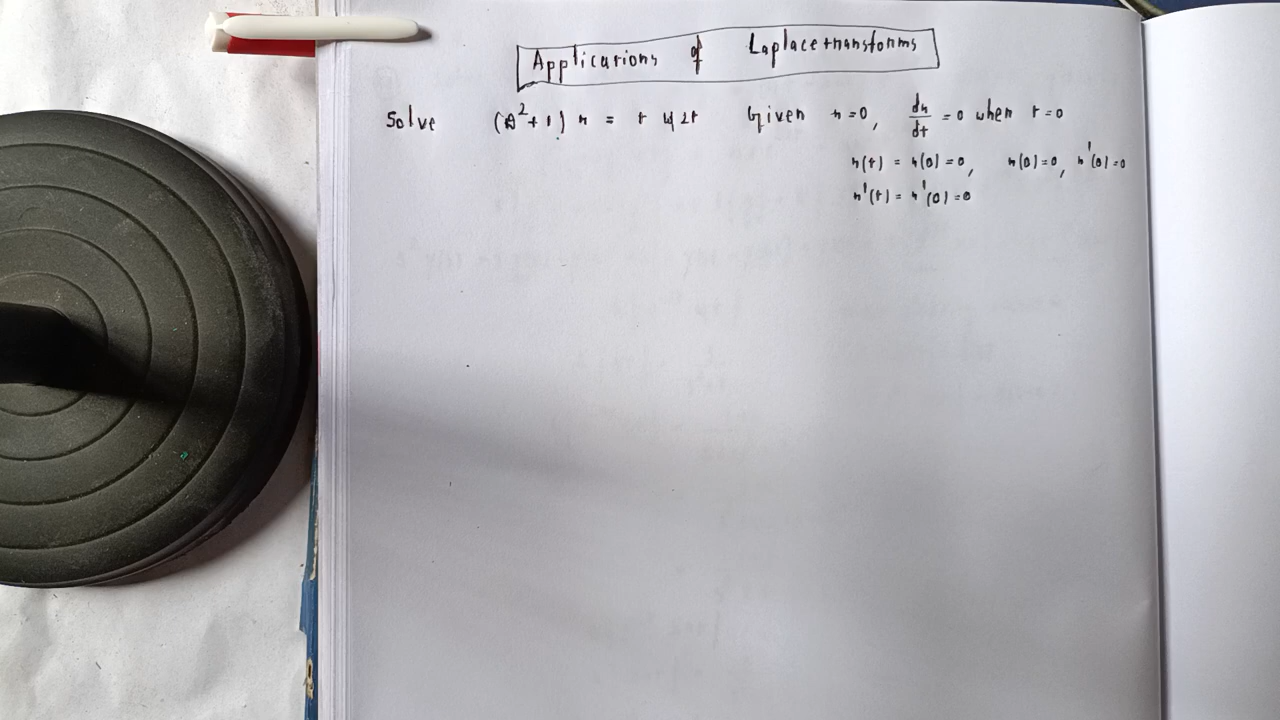 Applications of Laplace transforms
Solve (D²+1) x = t cos 2t Given x=0, dx/dt = 0 when t=0
x(t) = x(0) = 0, x(0)=0, x'(0)=0
x'(t) = x'(0) = 0